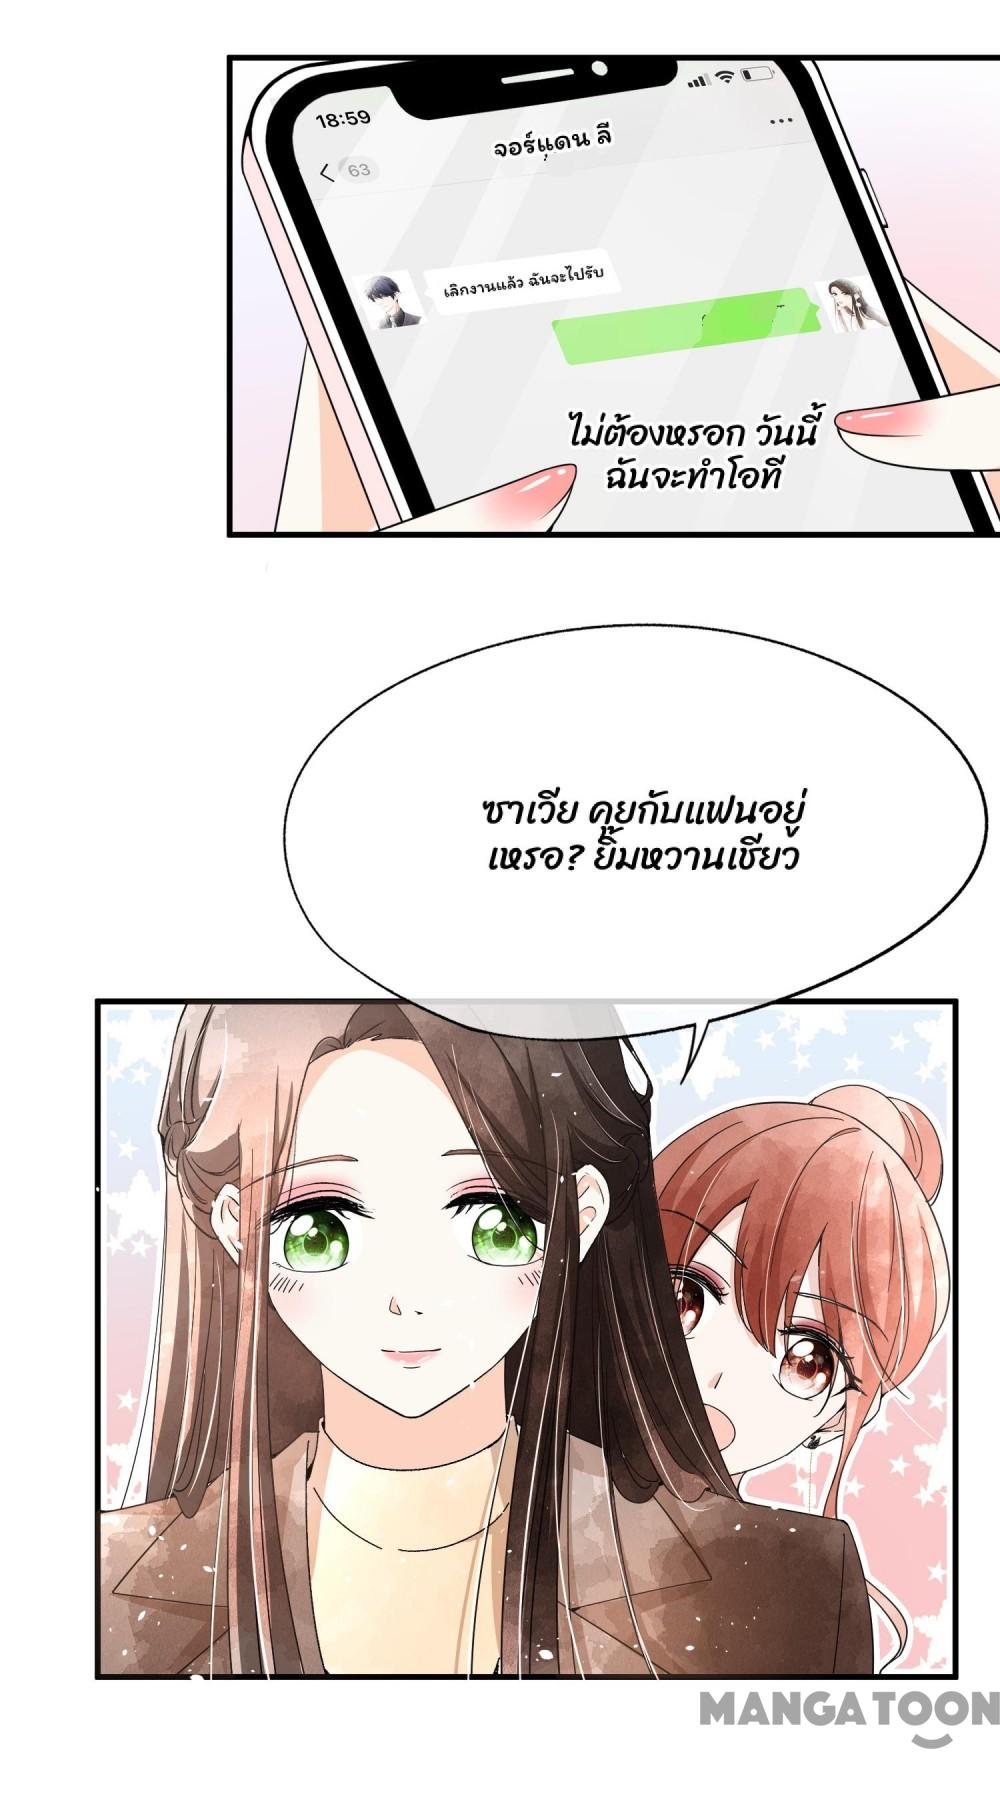 18:59
จอร์แดน ลี
63
เลิกงานแล้ว ฉันจะไปรับ
ไม่ต้องหรอก วันนี้
ฉันจะทำโอที
ซาเวีย คุยกับแฟนอยู่
เหรอ? ยิ้มหวานเชียว
MANGATOON